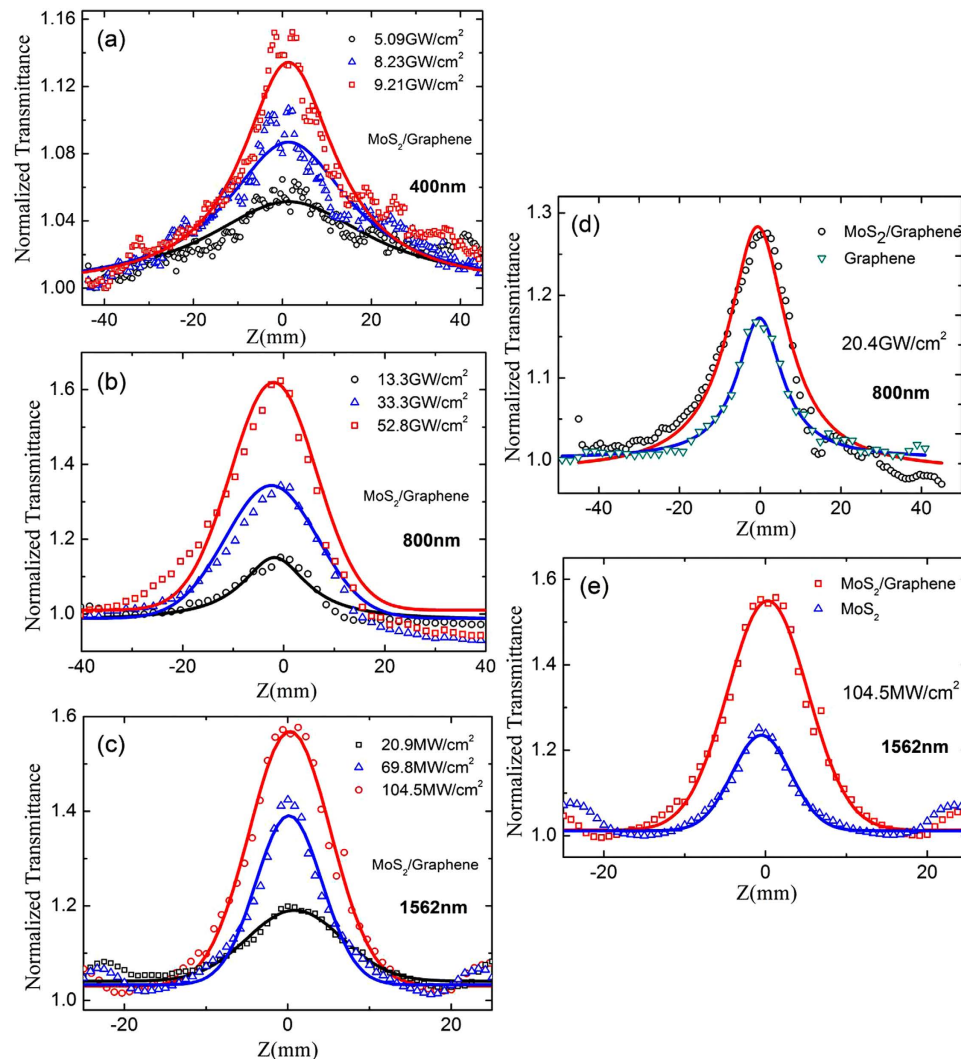 (a)
5.09GW/cm²
8.23GW/cm²
9.21GW/cm²
MoS₂/Graphene
400nm
Normalized Transmittance
1.16
1.12
1.08
1.04
1.00
-40 -20 0 20 40
Z(mm)
(b)
13.3GW/cm²
33.3GW/cm²
52.8GW/cm²
MoS₂/Graphene
800nm
Normalized Transmittance
1.6
1.4
1.2
1.0
-40 -20 0 20 40
Z(mm)
(c)
20.9MW/cm²
69.8MW/cm²
104.5MW/cm²
MoS₂/Graphene
1562nm
Normalized Transmittance
1.6
1.4
1.2
1.0
-20 0 20
Z(mm)
(d)
MoS₂/Graphene
Graphene
20.4GW/cm²
800nm
Normalized Transmittance
1.3
1.2
1.1
1.0
-40 -20 0 20 40
Z(mm)
(e)
MoS₂/Graphene
MoS₂
104.5MW/cm²
1562nm
Normalized Transmittance
1.6
1.4
1.2
1.0
-20 0 20
Z(mm)